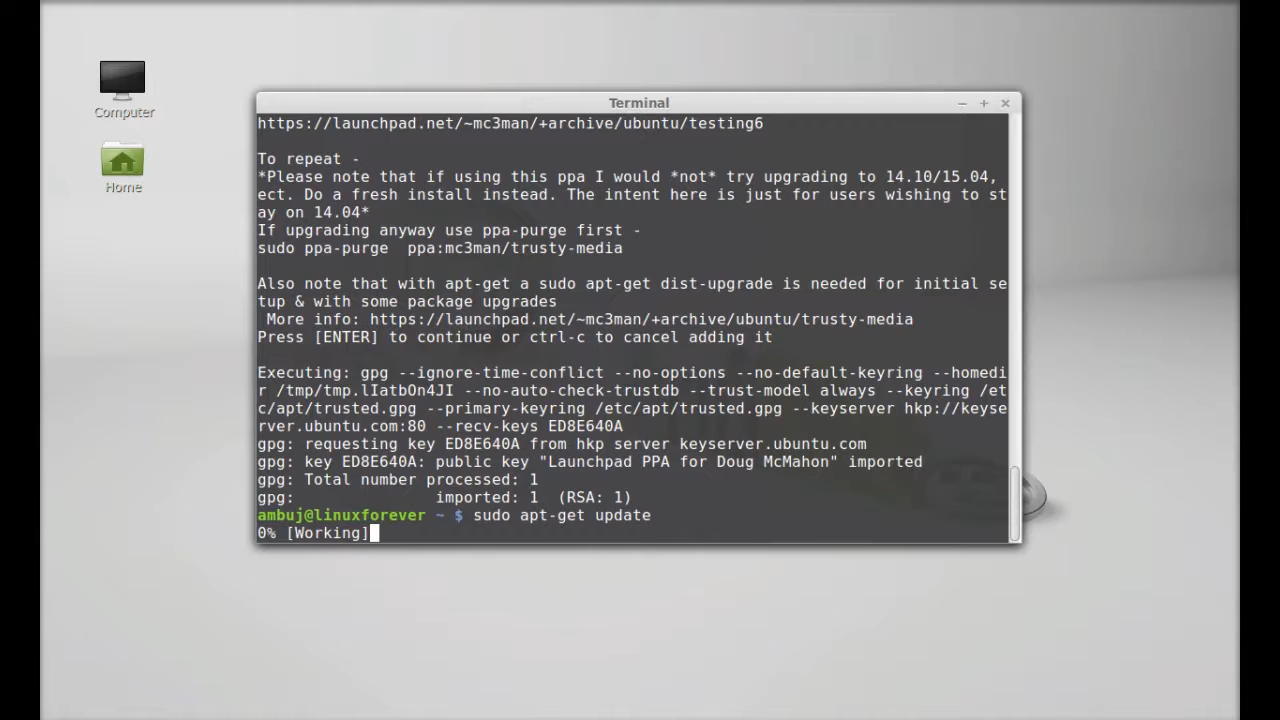 Computer
Home
Terminal
https://launchpad.net/~mc3man/+archive/ubuntu/testing6
To repeat -
*Please note that if using this ppa I would *not* try upgrading to 14.10/15.04,
ect. Do a fresh install instead. The intent here is just for users wishing to st
ay on 14.04*
If upgrading anyway use ppa-purge first -
sudo ppa-purge  ppa:mc3man/trusty-media
Also note that with apt-get a sudo apt-get dist-upgrade is needed for initial se
tup & with some package upgrades
 More info: https://launchpad.net/~mc3man/+archive/ubuntu/trusty-media
Press [ENTER] to continue or ctrl-c to cancel adding it
Executing: gpg --ignore-time-conflict --no-options --no-default-keyring --homedi
r /tmp/tmp.lIatbOn4JI --no-auto-check-trustdb --trust-model always --keyring /et
c/apt/trusted.gpg --primary-keyring /etc/apt/trusted.gpg --keyserver hkp://keyse
rver.ubuntu.com:80 --recv-keys ED8E640A
gpg: requesting key ED8E640A from hkp server keyserver.ubuntu.com
gpg: key ED8E640A: public key "Launchpad PPA for Doug McMahon" imported
gpg: Total number processed: 1
gpg:               imported: 1  (RSA: 1)
ambuj@linuxforever ~ $ sudo apt-get update
0% [Working]